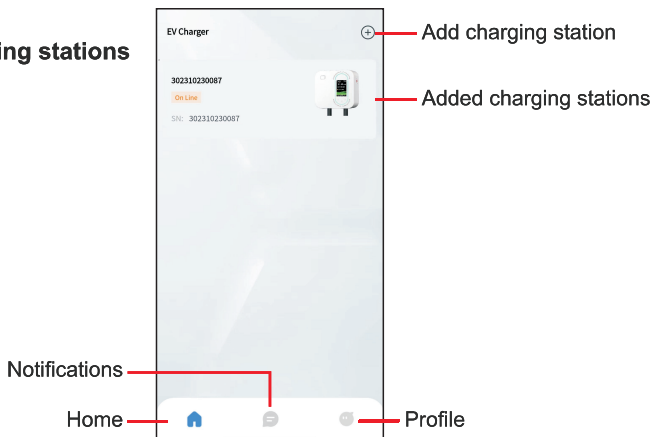 EV Charger
Add charging station
ing stations
302310230087
On Line
SN: 302310230087
Added charging stations
Notifications
Home
Profile